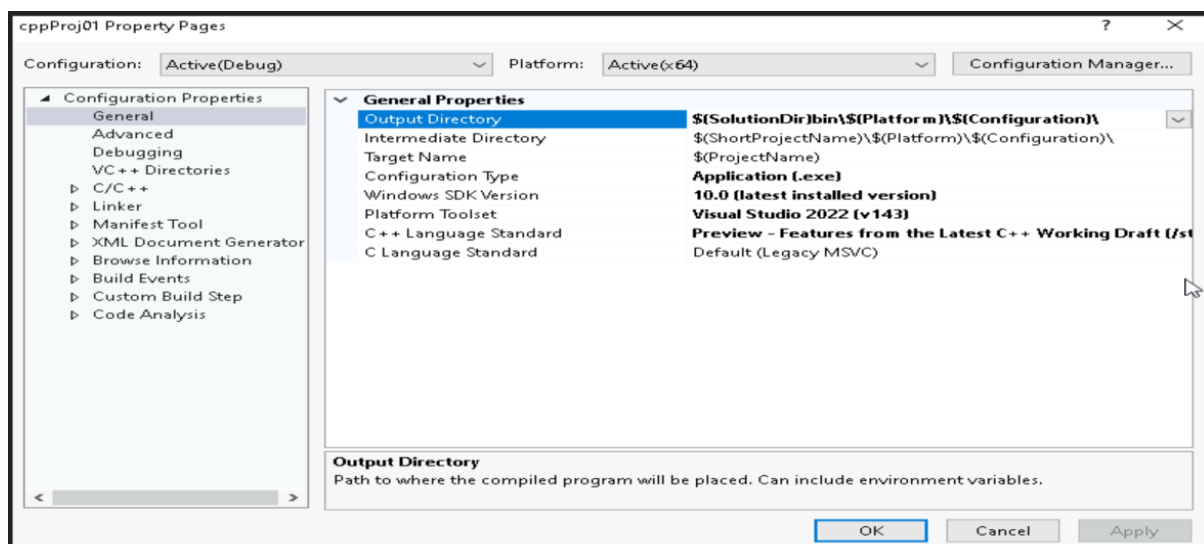 cppProj01 Property Pages
Configuration: Active(Debug) Platform: Active(x64) Configuration Manager...
Configuration Properties
General
Advanced
Debugging
VC++ Directories
C/C++
Linker
Manifest Tool
XML Document Generator
Browse Information
Build Events
Custom Build Step
Code Analysis
General Properties
Output Directory $(SolutionDir)bin\$(Platform)\$(Configuration)\
Intermediate Directory $(ShortProjectName)\$(Platform)\$(Configuration)\
Target Name $(ProjectName)
Configuration Type Application (.exe)
Windows SDK Version 10.0 (latest installed version)
Platform Toolset Visual Studio 2022 (v143)
C++ Language Standard Preview - Features from the Latest C++ Working Draft (/st
C Language Standard Default (Legacy MSVC)
Output Directory
Path to where the compiled program will be placed. Can include environment variables.
OK Cancel Apply